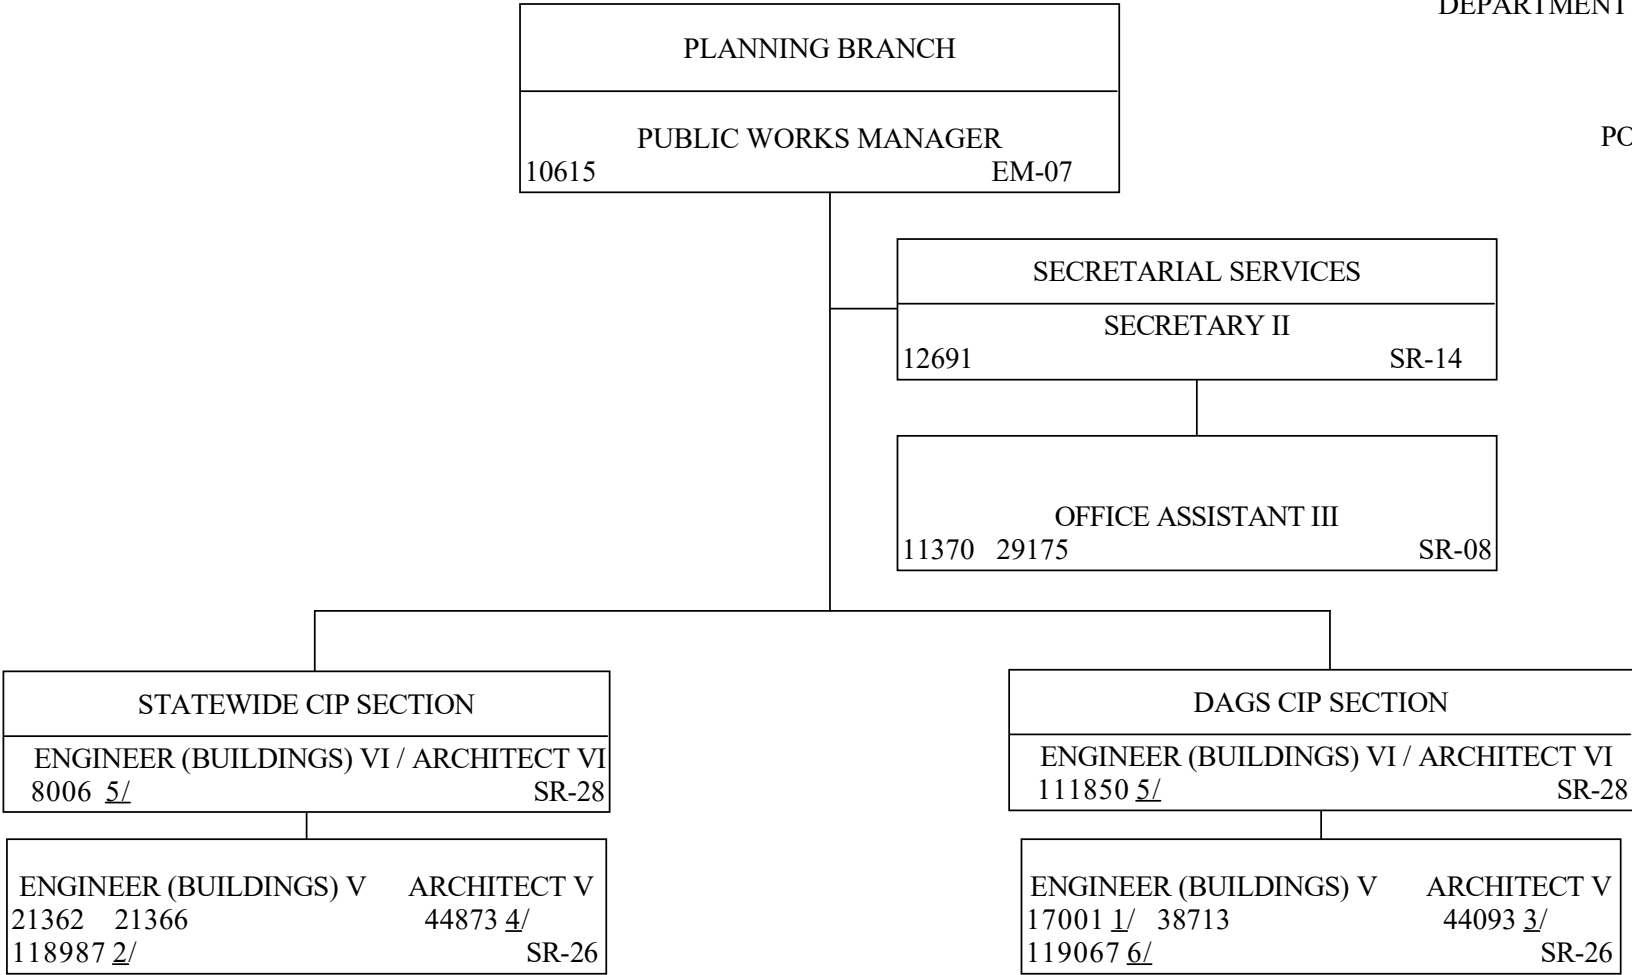 DEPARTMENT
PLANNING BRANCH
PUBLIC WORKS MANAGER
10615 EM-07
SECRETARIAL SERVICES
SECRETARY II
12691 SR-14
OFFICE ASSISTANT III
11370 29175 SR-08
STATEWIDE CIP SECTION
ENGINEER (BUILDINGS) VI / ARCHITECT VI
8006 5/ SR-28
ENGINEER (BUILDINGS) V ARCHITECT V
21362 21366 44873 4/
118987 2/ SR-26
DAGS CIP SECTION
ENGINEER (BUILDINGS) VI / ARCHITECT VI
111850 5/ SR-28
ENGINEER (BUILDINGS) V ARCHITECT V
17001 1/ 38713 44093 3/
119067 6/ SR-26